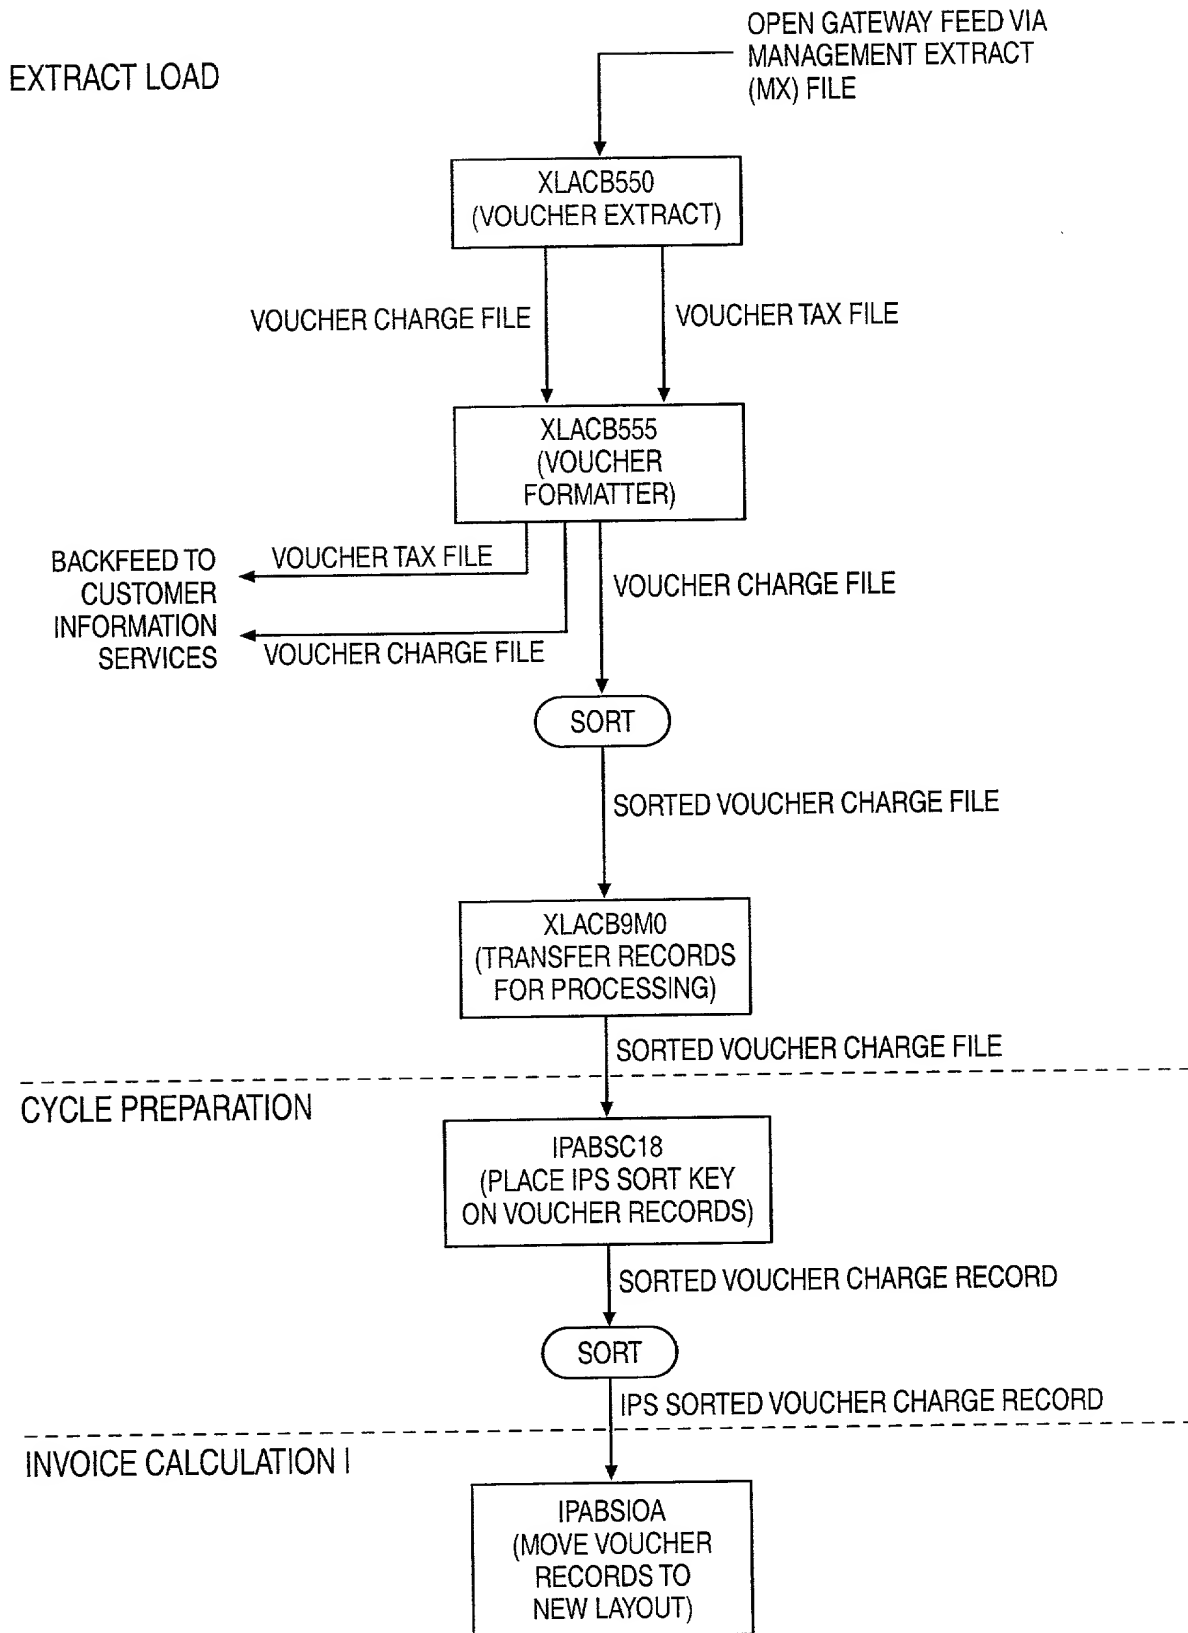 OPEN GATEWAY FEED VIA
MANAGEMENT EXTRACT
(MX) FILE
EXTRACT LOAD
XLACB550
(VOUCHER EXTRACT)
VOUCHER CHARGE FILE
VOUCHER TAX FILE
XLACB555
(VOUCHER
FORMATTER)
BACKFEED TO
CUSTOMER
INFORMATION
SERVICES
VOUCHER TAX FILE
VOUCHER CHARGE FILE
VOUCHER CHARGE FILE
SORT
SORTED VOUCHER CHARGE FILE
XLACB9M0
(TRANSFER RECORDS
FOR PROCESSING)
SORTED VOUCHER CHARGE FILE
CYCLE PREPARATION
IPABSC18
(PLACE IPS SORT KEY
ON VOUCHER RECORDS)
SORTED VOUCHER CHARGE RECORD
SORT
IPS SORTED VOUCHER CHARGE RECORD
INVOICE CALCULATION I
IPABSIOA
(MOVE VOUCHER
RECORDS TO
NEW LAYOUT)